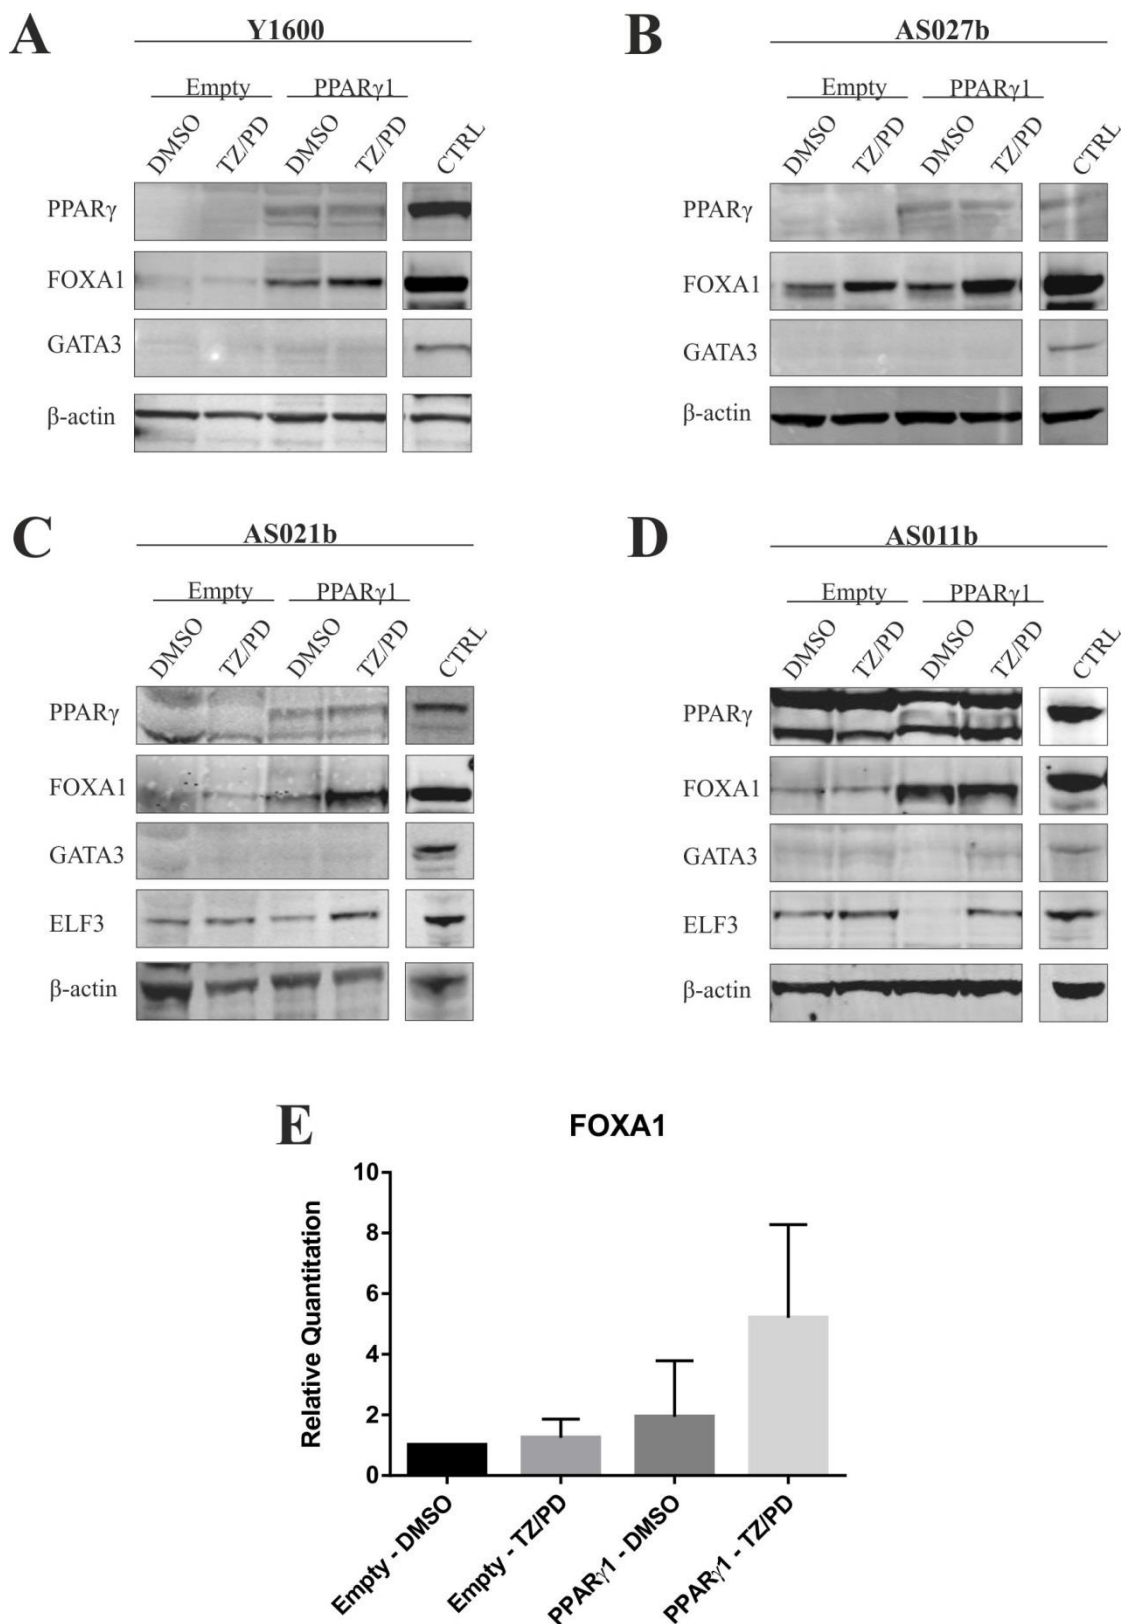 A
Y1600
Empty PPARγ1
DMSO TZ/PD DMSO TZ/PD CTRL
PPARγ
FOXA1
GATA3
β-actin
B
AS027b
Empty PPARγ1
DMSO TZ/PD DMSO TZ/PD CTRL
PPARγ
FOXA1
GATA3
β-actin
C
AS021b
Empty PPARγ1
DMSO TZ/PD DMSO TZ/PD CTRL
PPARγ
FOXA1
GATA3
ELF3
β-actin
D
AS011b
Empty PPARγ1
DMSO TZ/PD DMSO TZ/PD CTRL
PPARγ
FOXA1
GATA3
ELF3
β-actin
E
FOXA1
Relative Quantitation
10
8
6
4
2
0
Empty - DMSO
Empty - TZ/PD
PPARγ1 - DMSO
PPARγ1 - TZ/PD